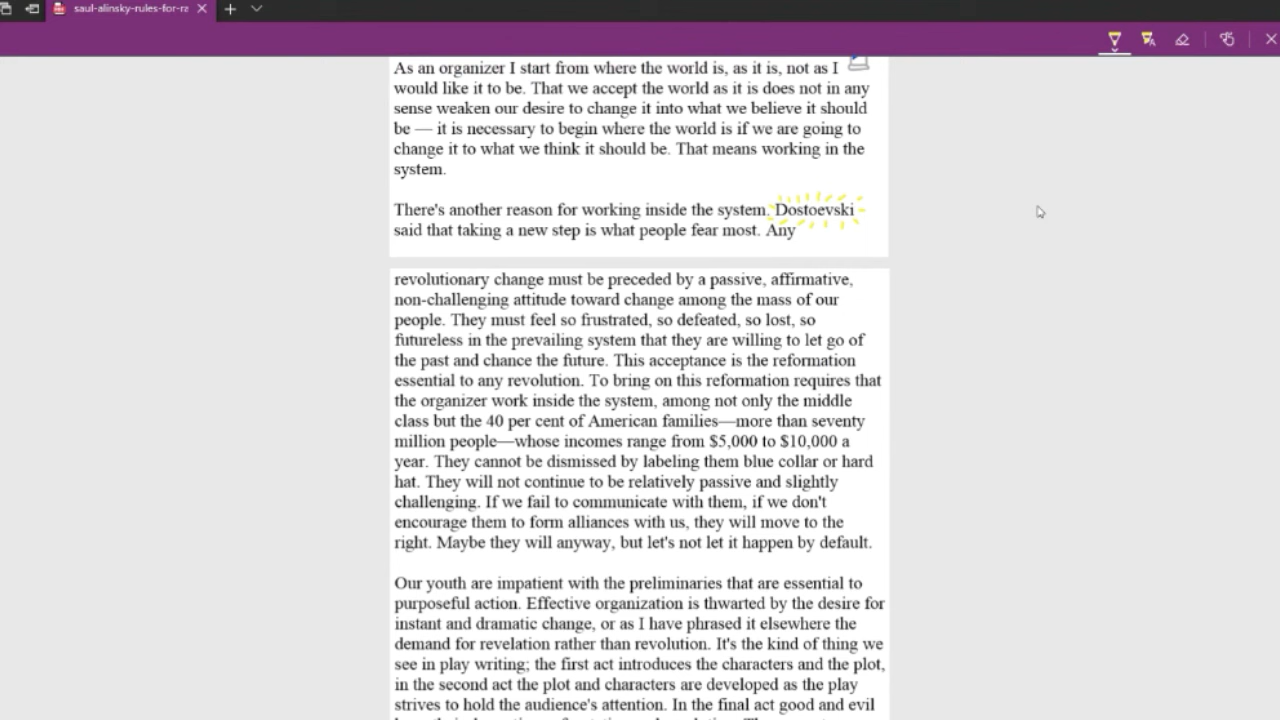 saul-alinsky-rules-for-ra
As an organizer I start from where the world is, as it is, not as I
would like it to be. That we accept the world as it is does not in any
sense weaken our desire to change it into what we believe it should
be — it is necessary to begin where the world is if we are going to
change it to what we think it should be. That means working in the
system.
There's another reason for working inside the system. Dostoevski
said that taking a new step is what people fear most. Any
revolutionary change must be preceded by a passive, affirmative,
non-challenging attitude toward change among the mass of our
people. They must feel so frustrated, so defeated, so lost, so
futureless in the prevailing system that they are willing to let go of
the past and chance the future. This acceptance is the reformation
essential to any revolution. To bring on this reformation requires that
the organizer work inside the system, among not only the middle
class but the 40 per cent of American families—more than seventy
million people—whose incomes range from $5,000 to $10,000 a
year. They cannot be dismissed by labeling them blue collar or hard
hat. They will not continue to be relatively passive and slightly
challenging. If we fail to communicate with them, if we don't
encourage them to form alliances with us, they will move to the
right. Maybe they will anyway, but let's not let it happen by default.
Our youth are impatient with the preliminaries that are essential to
purposeful action. Effective organization is thwarted by the desire for
instant and dramatic change, or as I have phrased it elsewhere the
demand for revelation rather than revolution. It's the kind of thing we
see in play writing; the first act introduces the characters and the plot,
in the second act the plot and characters are developed as the play
strives to hold the audience's attention. In the final act good and evil